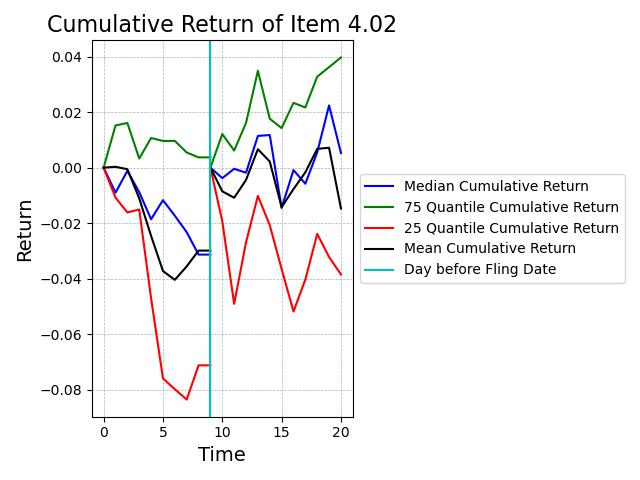 Cumulative Return of Item 4.02
0.04
0.02
0.00
−0.02
−0.04
−0.06
−0.08
Return
0
5
10
15
20
Time
Median Cumulative Return
75 Quantile Cumulative Return
25 Quantile Cumulative Return
Mean Cumulative Return
Day before Fling Date